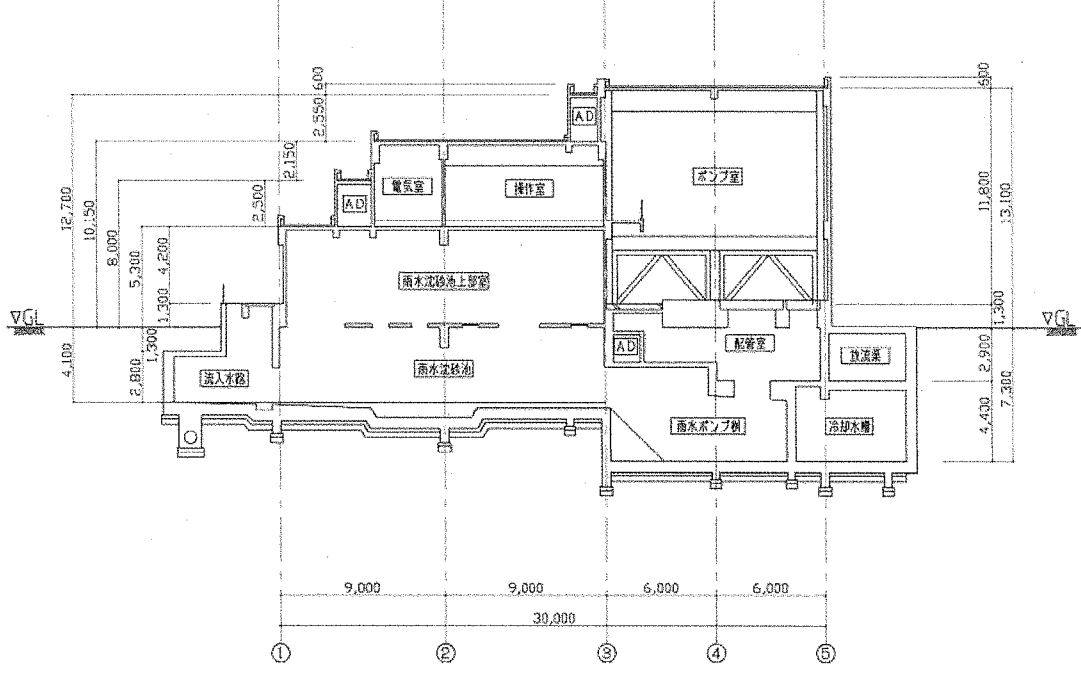 600
2,550
2,150
2,500
12,700
10,150
8,000
5,300
4,200
1,300
1,300
4,100
2,800
600
11,800
13,100
1,300
2,900
7,300
4,400
▽GL
▽GL
AD
ポンプ室
電気室
操作室
AD
雨水沈砂池上部室
AD
配管室
放流渠
流入水路
雨水沈砂池
雨水ポンプ桝
冷却水槽
9,000
9,000
6,000
6,000
30,000
①
②
③
④
⑤